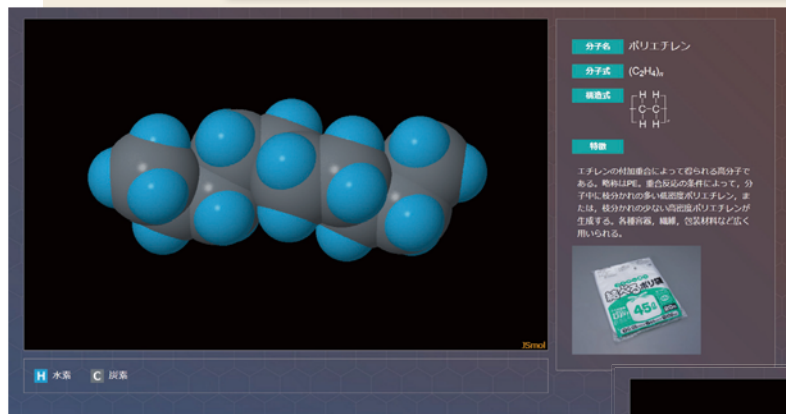 分子名 ポリエチレン
分子式 (C₂H₄)n
構造式
H H
C-C
H H
n
特徴
エチレンの付加重合によって得られる高分子で
ある。略称はPE。重合反応の条件によって，分
子中に枝分かれの多い低密度ポリエチレン，ま
たは，枝分かれの少ない高密度ポリエチレンが
生成する。各種容器，繊維，包装材料など広く
用いられる。
ポリ袋
45
JSmol
H 水素 C 炭素